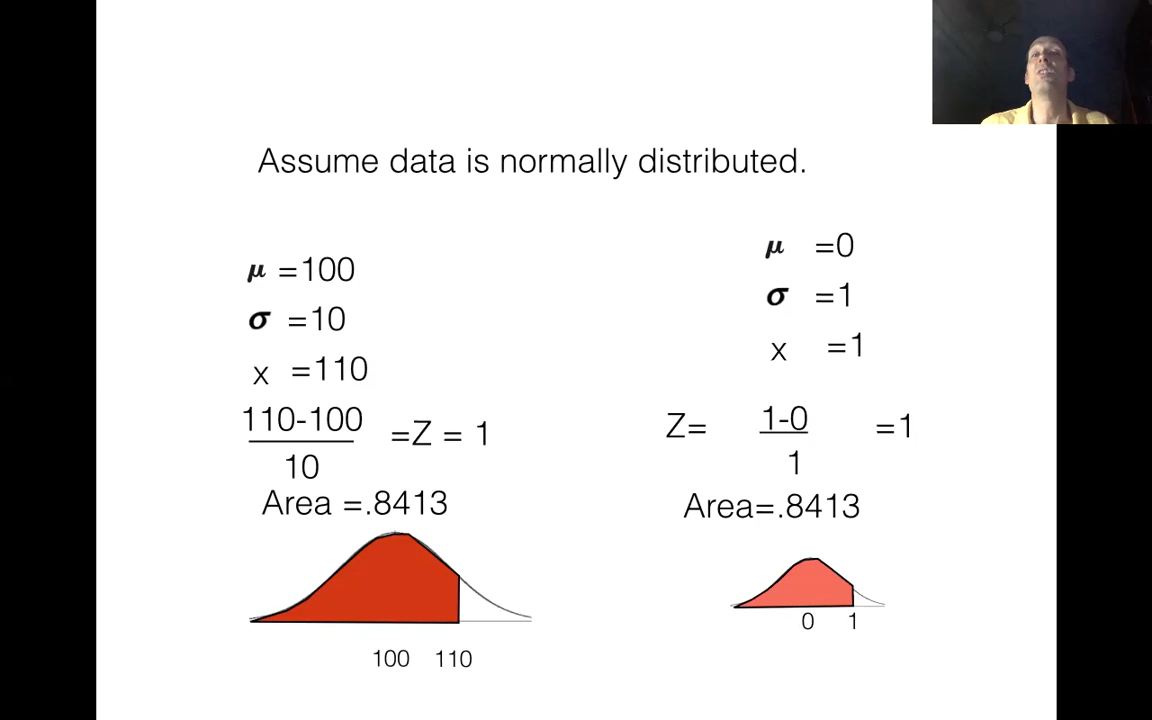 Assume data is normally distributed.
μ =100
σ =10
x =110
110-100
10
=Z = 1
Area =.8413
100 110
μ =0
σ =1
x =1
Z= 1-0 =1
1
Area=.8413
0 1